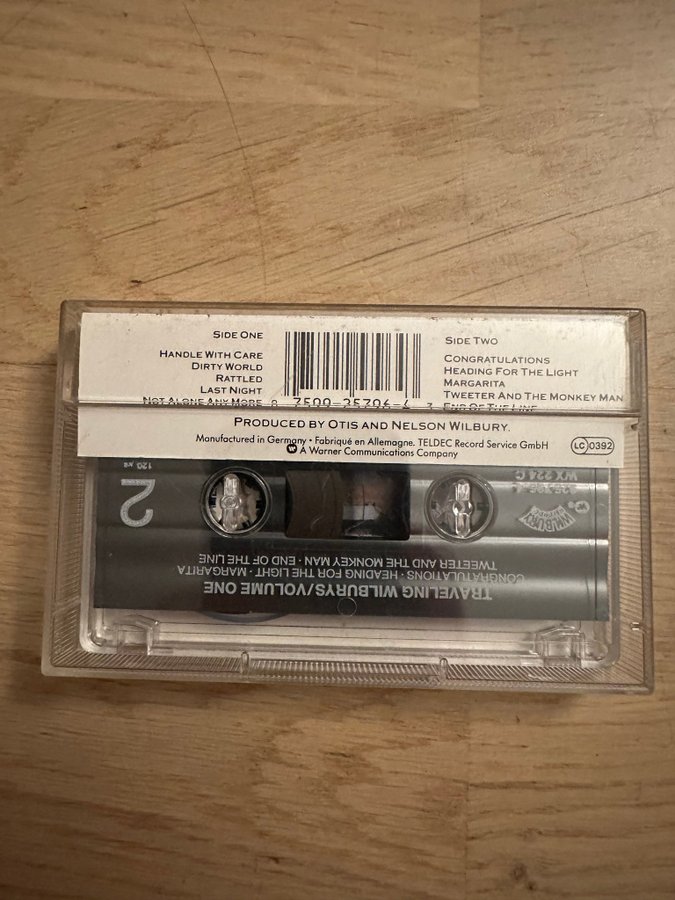 SIDE ONE
HANDLE WITH CARE
DIRTY WORLD
RATTLED
LAST NIGHT
NOT ALONE ANY MORE
SIDE TWO
CONGRATULATIONS
HEADING FOR THE LIGHT
MARGARITA
TWEETER AND THE MONKEY MAN
END OF THE LINE
PRODUCED BY OTIS AND NELSON WILBURY.
Manufactured in Germany • Fabriqué en Allemagne. TELDEC Record Service GmbH
A Warner Communications Company
LC 0392
2
WX 224 C
WILBURY
TRAVELING WILBURYS/VOLUME ONE
CONGRATULATIONS · HEADING FOR THE LIGHT · MARGARITA
TWEETER AND THE MONKEY MAN · END OF THE LINE